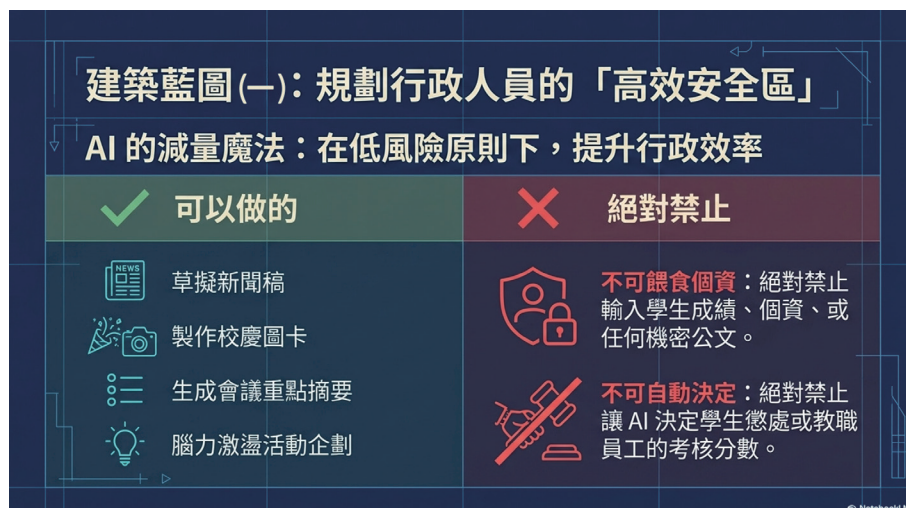 建築藍圖(一)：規劃行政人員的「高效安全區」
AI 的減量魔法：在低風險原則下，提升行政效率
可以做的
NEWS
草擬新聞稿
製作校慶圖卡
生成會議重點摘要
腦力激盪活動企劃
絕對禁止
不可餵食個資：絕對禁止
輸入學生成績、個資、或
任何機密公文。
不可自動決定：絕對禁止
讓 AI 決定學生懲處或教職
員工的考核分數。